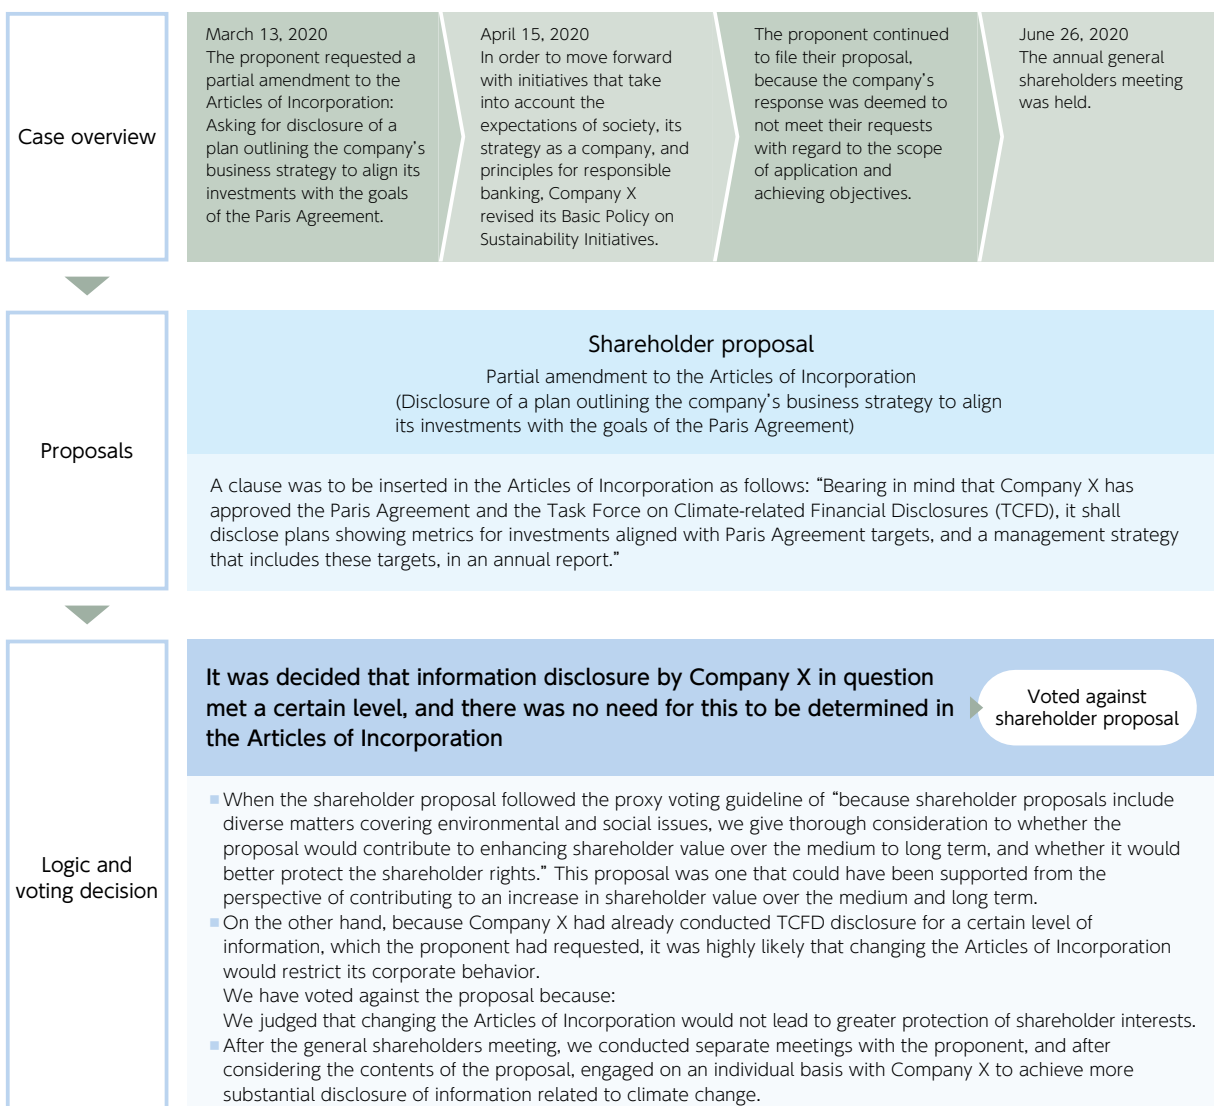 Case overview
March 13, 2020
The proponent requested a
partial amendment to the
Articles of Incorporation:
Asking for disclosure of a
plan outlining the company’s
business strategy to align its
investments with the goals
of the Paris Agreement.
April 15, 2020
In order to move forward
with initiatives that take
into account the
expectations of society, its
strategy as a company, and
principles for responsible
banking, Company X
revised its Basic Policy on
Sustainability Initiatives.
The proponent continued
to file their proposal,
because the company’s
response was deemed to
not meet their requests
with regard to the scope
of application and
achieving objectives.
June 26, 2020
The annual general
shareholders meeting
was held.
Proposals
Shareholder proposal
Partial amendment to the Articles of Incorporation
(Disclosure of a plan outlining the company’s business strategy to align
its investments with the goals of the Paris Agreement)
A clause was to be inserted in the Articles of Incorporation as follows: “Bearing in mind that Company X has
approved the Paris Agreement and the Task Force on Climate-related Financial Disclosures (TCFD), it shall
disclose plans showing metrics for investments aligned with Paris Agreement targets, and a management strategy
that includes these targets, in an annual report.”
Logic and
voting decision
It was decided that information disclosure by Company X in question
met a certain level, and there was no need for this to be determined in
the Articles of Incorporation
Voted against
shareholder proposal
When the shareholder proposal followed the proxy voting guideline of “because shareholder proposals include
diverse matters covering environmental and social issues, we give thorough consideration to whether the
proposal would contribute to enhancing shareholder value over the medium to long term, and whether it would
better protect the shareholder rights.” This proposal was one that could have been supported from the
perspective of contributing to an increase in shareholder value over the medium and long term.
On the other hand, because Company X had already conducted TCFD disclosure for a certain level of
information, which the proponent had requested, it was highly likely that changing the Articles of Incorporation
would restrict its corporate behavior.
We have voted against the proposal because:
We judged that changing the Articles of Incorporation would not lead to greater protection of shareholder interests.
After the general shareholders meeting, we conducted separate meetings with the proponent, and after
considering the contents of the proposal, engaged on an individual basis with Company X to achieve more
substantial disclosure of information related to climate change.